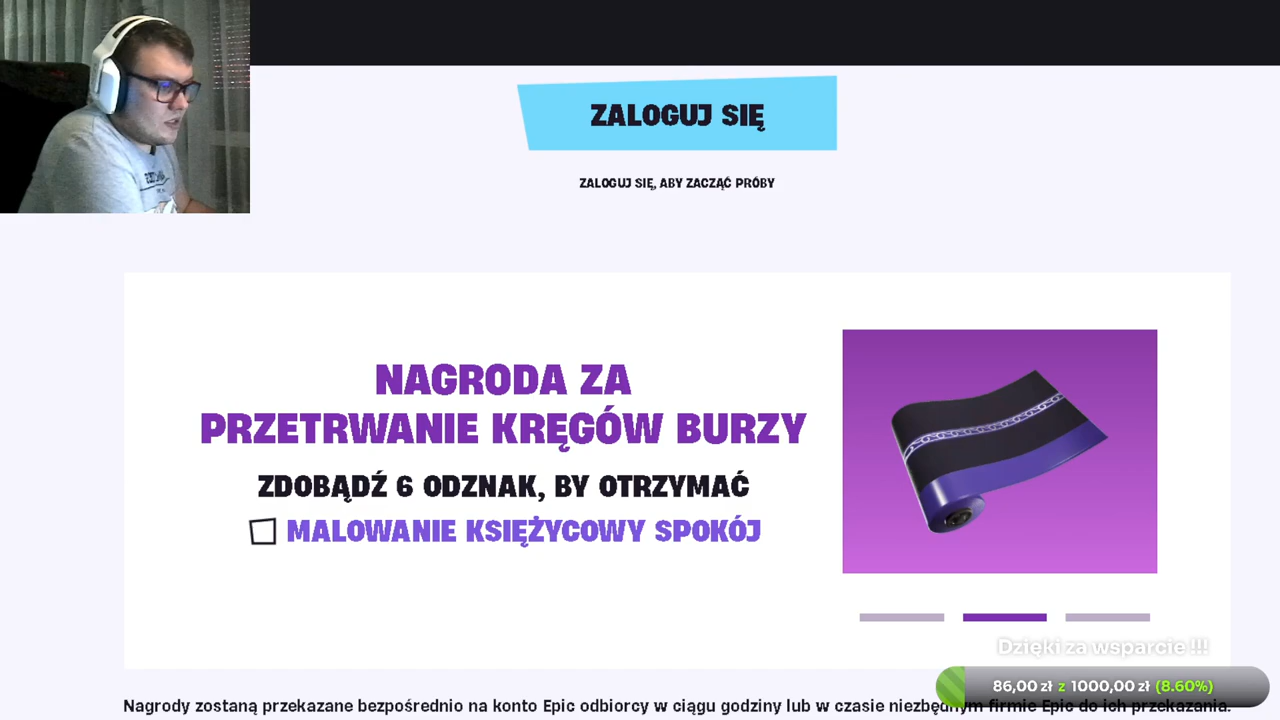 ZALOGUJ SIĘ
ZALOGUJ SIĘ, ABY ZACZĄĆ PRÓBY
NAGRODA ZA
PRZETRWANIE KRĘGÓW BURZY
ZDOBĄDŹ 6 ODZNAK, BY OTRZYMAĆ
MALOWANIE KSIĘŻYCOWY SPOKÓJ
Dzięki za wsparcie !!!
86,00 zł z 1000,00 zł (8.60%)
Nagrody zostaną przekazane bezpośrednio na konto Epic odbiorcy w ciągu godziny lub w czasie niezbędnym firmie Epic do ich przekazania.